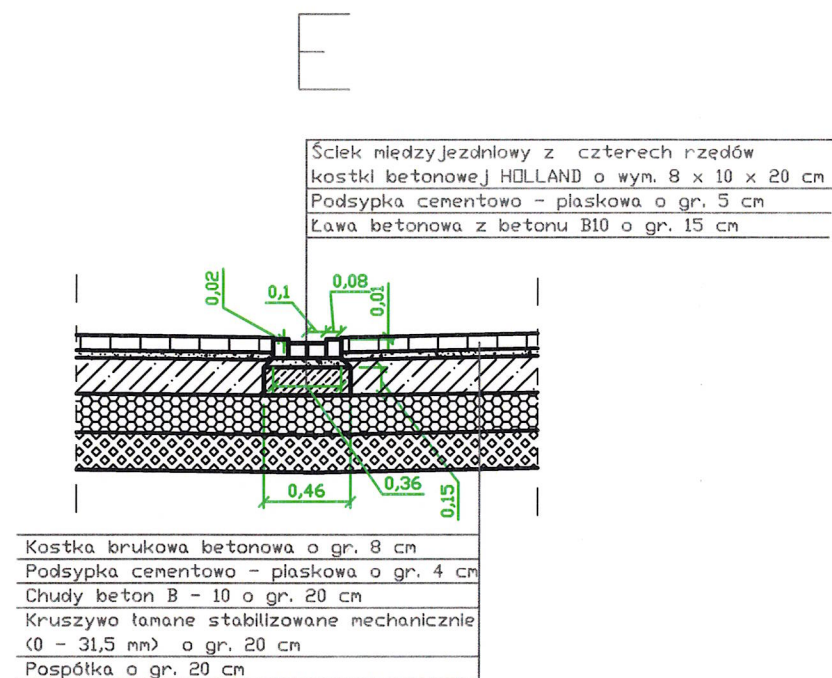 E
Ściek międzyjezdniowy z czterech rzędów
kostki betonowej HOLLAND o wym. 8 x 10 x 20 cm
Podsypka cementowo - piaskowa o gr. 5 cm
Ława betonowa z betonu B10 o gr. 15 cm
0,02
0,1
0,08
0,01
0,46
0,36
0,15
Kostka brukowa betonowa o gr. 8 cm
Podsypka cementowo - piaskowa o gr. 4 cm
Chudy beton B - 10 o gr. 20 cm
Kruszywo łamane stabilizowane mechanicznie
(0 - 31,5 mm) o gr. 20 cm
Pospółka o gr. 20 cm